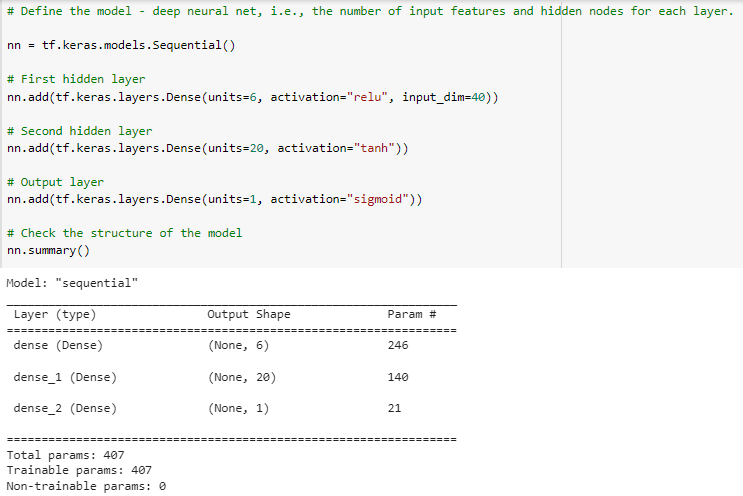 # Define the model - deep neural net, i.e., the number of input features and hidden nodes for each layer.
nn = tf.keras.models.Sequential()
# First hidden layer
nn.add(tf.keras.layers.Dense(units=6, activation="relu", input_dim=40))
# Second hidden layer
nn.add(tf.keras.layers.Dense(units=20, activation="tanh"))
# Output layer
nn.add(tf.keras.layers.Dense(units=1, activation="sigmoid"))
# Check the structure of the model
nn.summary()
Model: "sequential"
_________________________________________________________________
Layer (type) Output Shape Param #
=================================================================
dense (Dense) (None, 6) 246
dense_1 (Dense) (None, 20) 140
dense_2 (Dense) (None, 1) 21
=================================================================
Total params: 407
Trainable params: 407
Non-trainable params: 0